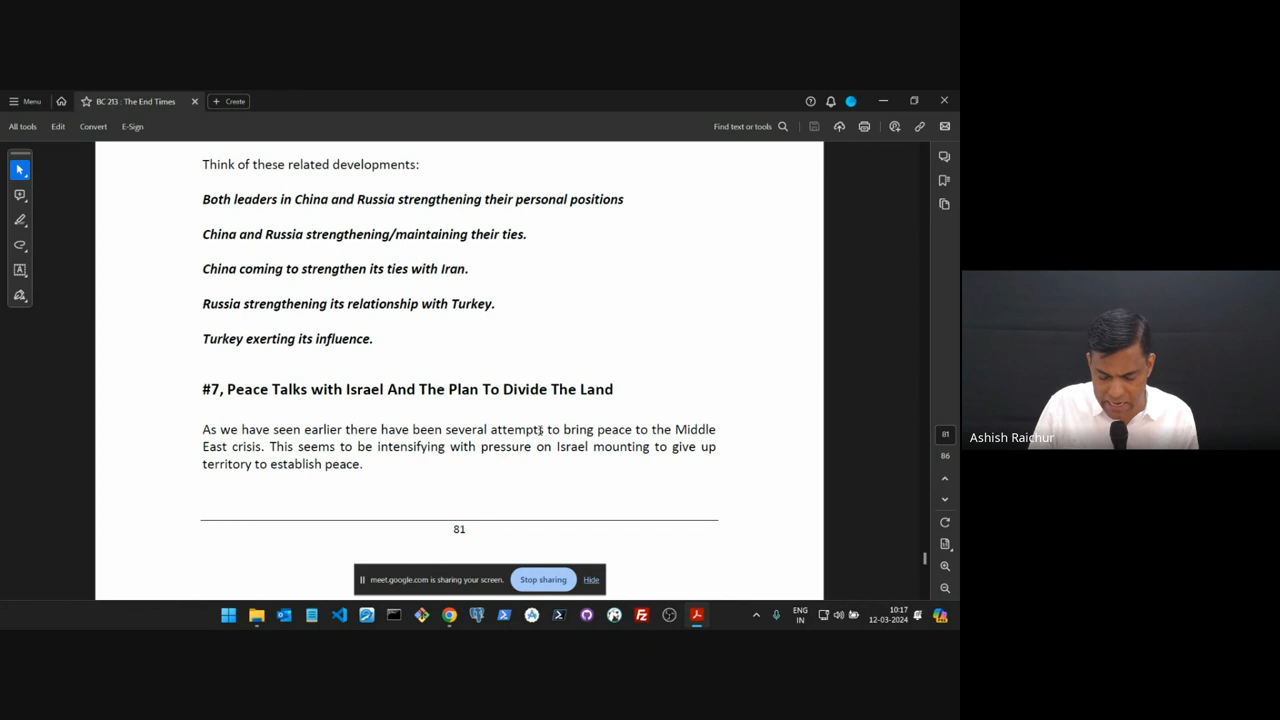 Menu
BC 213 : The End Times
Create
All tools
Edit
Convert
E-Sign
Find text or tools
Think of these related developments:
Both leaders in China and Russia strengthening their personal positions
China and Russia strengthening/maintaining their ties.
China coming to strengthen its ties with Iran.
Russia strengthening its relationship with Turkey.
Turkey exerting its influence.
#7, Peace Talks with Israel And The Plan To Divide The Land
As we have seen earlier there have been several attempts to bring peace to the Middle
East crisis. This seems to be intensifying with pressure on Israel mounting to give up
territory to establish peace.
81
81
86
meet.google.com is sharing your screen.
Stop sharing
Hide
ENG
IN
10:17
12-03-2024
Ashish Raichur